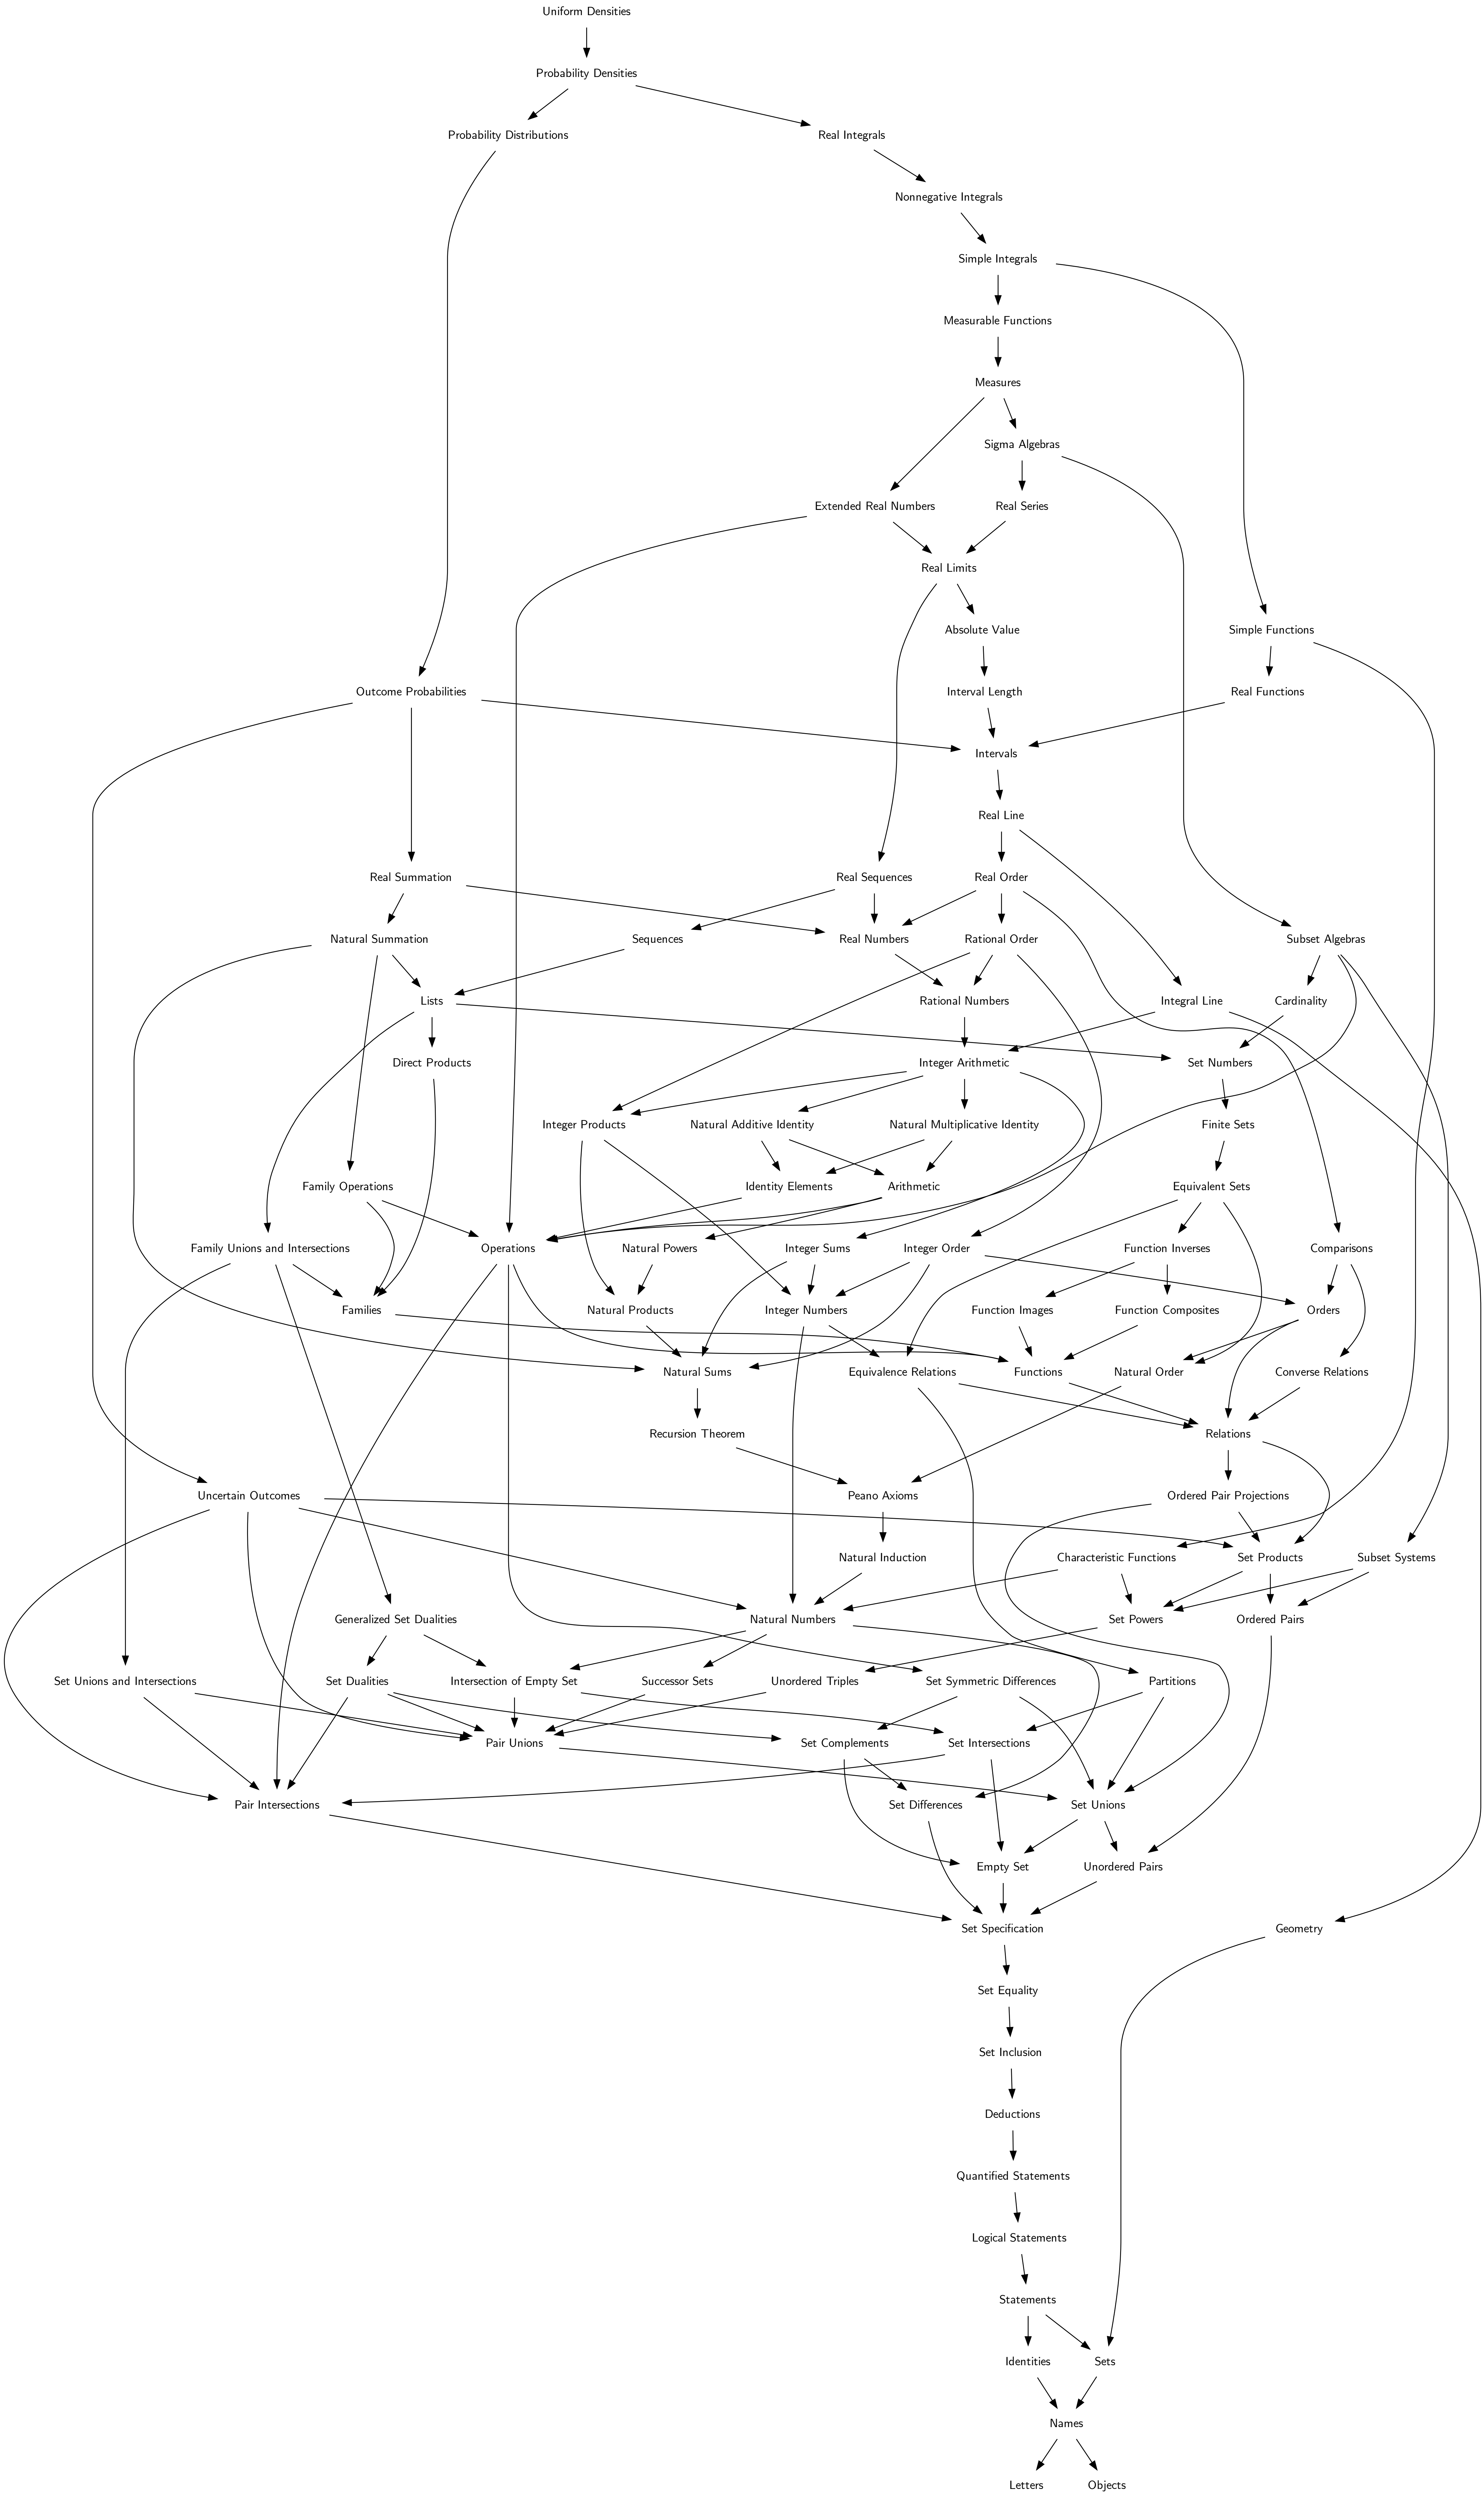 Uniform Densities
Probability Densities
Probability Distributions
Real Integrals
Nonnegative Integrals
Simple Integrals
Measurable Functions
Measures
Sigma Algebras
Extended Real Numbers
Real Series
Real Limits
Absolute Value
Simple Functions
Outcome Probabilities
Interval Length
Real Functions
Intervals
Real Line
Real Summation
Real Sequences
Real Order
Natural Summation
Sequences
Real Numbers
Rational Order
Subset Algebras
Lists
Rational Numbers
Integral Line
Cardinality
Direct Products
Integer Arithmetic
Set Numbers
Integer Products
Natural Additive Identity
Natural Multiplicative Identity
Finite Sets
Family Operations
Identity Elements
Arithmetic
Equivalent Sets
Family Unions and Intersections
Operations
Natural Powers
Integer Sums
Integer Order
Function Inverses
Comparisons
Families
Natural Products
Integer Numbers
Function Images
Function Composites
Orders
Natural Sums
Equivalence Relations
Functions
Natural Order
Converse Relations
Recursion Theorem
Relations
Uncertain Outcomes
Peano Axioms
Ordered Pair Projections
Natural Induction
Characteristic Functions
Set Products
Subset Systems
Generalized Set Dualities
Natural Numbers
Set Powers
Ordered Pairs
Set Unions and Intersections
Set Dualities
Intersection of Empty Set
Successor Sets
Unordered Triples
Set Symmetric Differences
Partitions
Pair Unions
Set Complements
Set Intersections
Pair Intersections
Set Differences
Set Unions
Empty Set
Unordered Pairs
Set Specification
Geometry
Set Equality
Set Inclusion
Deductions
Quantified Statements
Logical Statements
Statements
Identities
Sets
Names
Letters
Objects